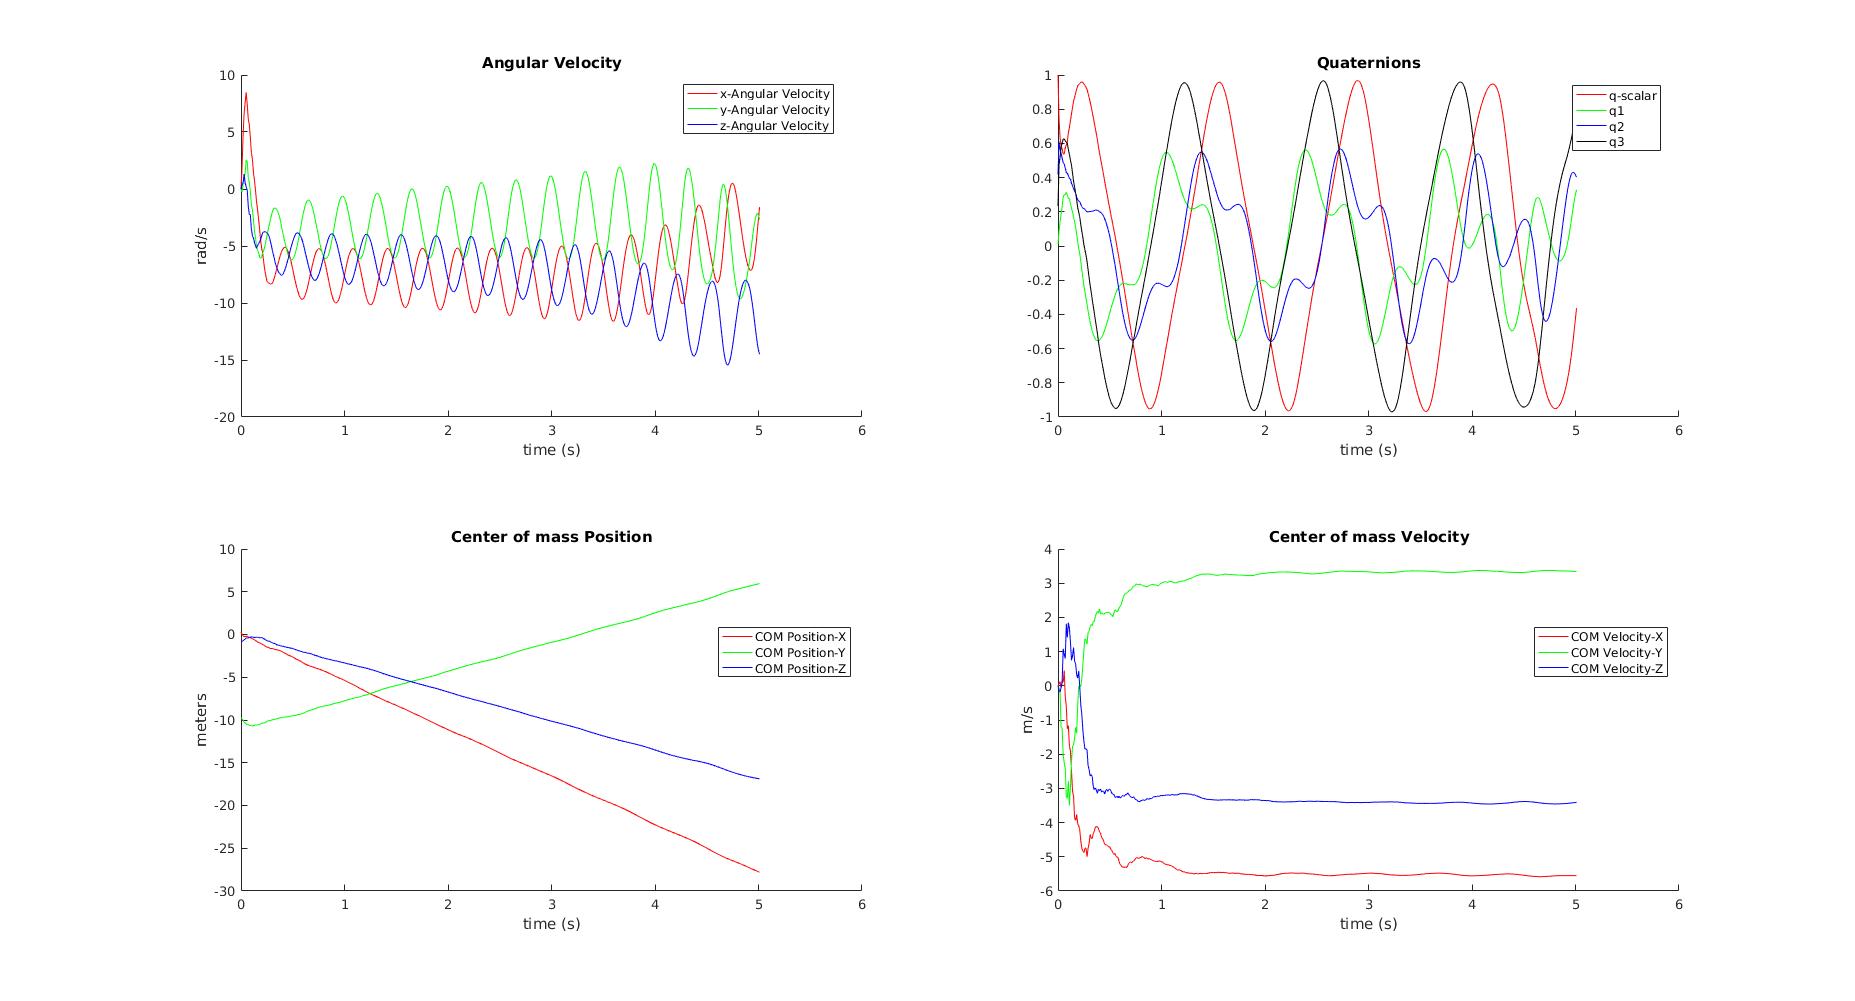 Angular Velocity
10
5
0
-5
-10
-15
-20
rad/s
0 1 2 3 4 5 6
time (s)
x-Angular Velocity
y-Angular Velocity
z-Angular Velocity
Quaternions
1
0.8
0.6
0.4
0.2
0
-0.2
-0.4
-0.6
-0.8
-1
0 1 2 3 4 5 6
time (s)
q-scalar
q1
q2
q3
Center of mass Position
10
5
0
-5
-10
-15
-20
-25
-30
meters
0 1 2 3 4 5 6
time (s)
COM Position-X
COM Position-Y
COM Position-Z
Center of mass Velocity
4
3
2
1
0
-1
-2
-3
-4
-5
-6
m/s
0 1 2 3 4 5 6
time (s)
COM Velocity-X
COM Velocity-Y
COM Velocity-Z